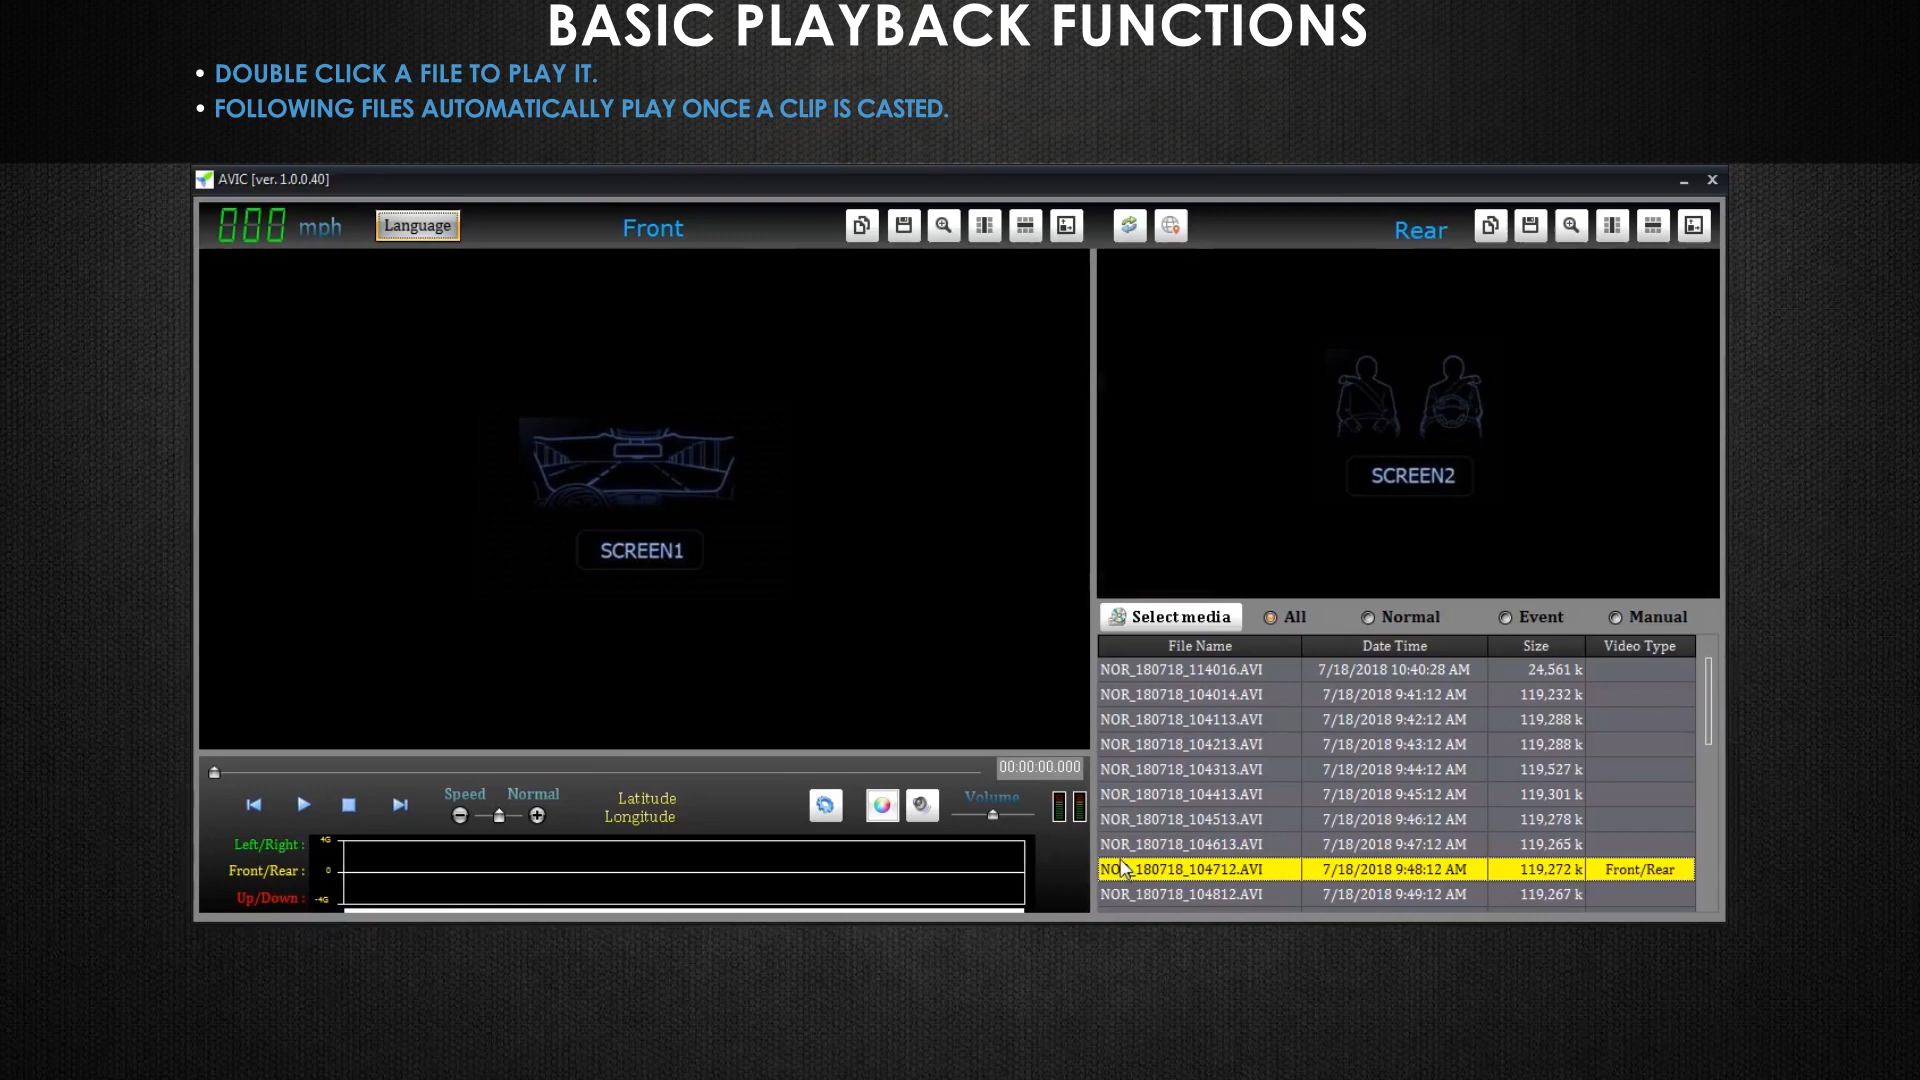 BASIC PLAYBACK FUNCTIONS
• DOUBLE CLICK A FILE TO PLAY IT.
• FOLLOWING FILES AUTOMATICALLY PLAY ONCE A CLIP IS CASTED.
AVIC [ver. 1.0.0.40]
mph Language Front Rear
SCREEN1
SCREEN2
Select media All Normal Event Manual
File Name Date Time Size Video Type
NOR_180718_114016.AVI 7/18/2018 10:40:28 AM 24,561 k
NOR_180718_104014.AVI 7/18/2018 9:41:12 AM 119,232 k
NOR_180718_104113.AVI 7/18/2018 9:42:12 AM 119,288 k
NOR_180718_104213.AVI 7/18/2018 9:43:12 AM 119,288 k
NOR_180718_104313.AVI 7/18/2018 9:44:12 AM 119,527 k
NOR_180718_104413.AVI 7/18/2018 9:45:12 AM 119,301 k
NOR_180718_104513.AVI 7/18/2018 9:46:12 AM 119,278 k
NOR_180718_104613.AVI 7/18/2018 9:47:12 AM 119,265 k
NOR_180718_104712.AVI 7/18/2018 9:48:12 AM 119,272 k Front/Rear
NOR_180718_104812.AVI 7/18/2018 9:49:12 AM 119,267 k
00:00:00.000
Speed Normal
Latitude
Longitude
Volume
Left/Right : 4G
Front/Rear : 0
Up/Down : -4G